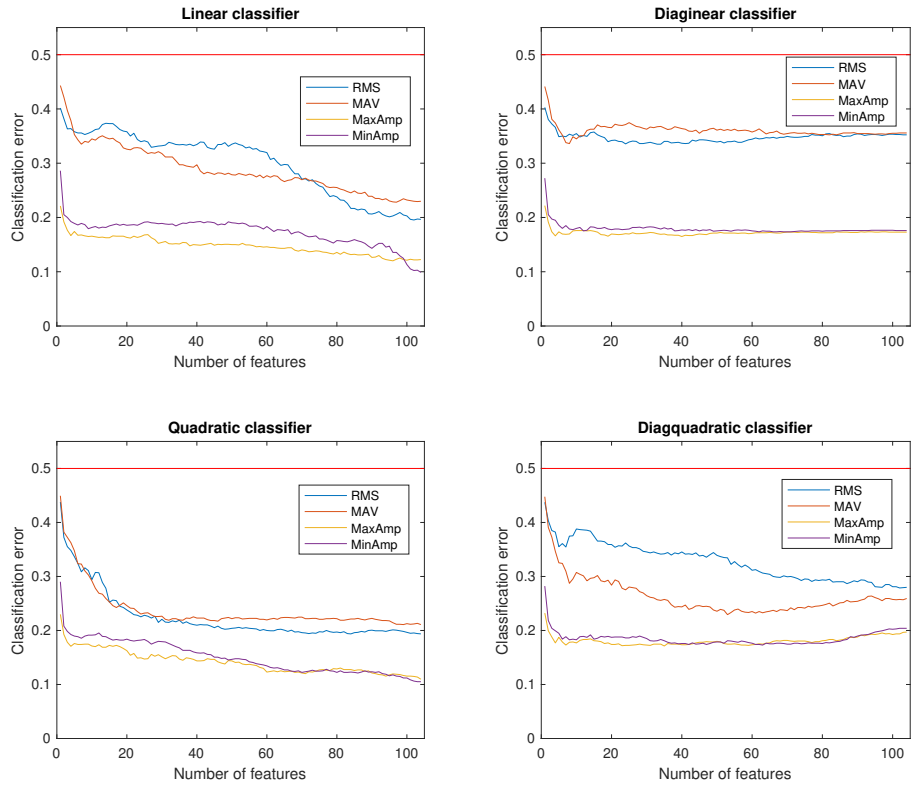 Linear classifier
0.5
0.4
0.3
0.2
0.1
0
Classification error
RMS
MAV
MaxAmp
MinAmp
0 20 40 60 80 100
Number of features
Diaginear classifier
0.5
0.4
0.3
0.2
0.1
0
Classification error
RMS
MAV
MaxAmp
MinAmp
0 20 40 60 80 100
Number of features
Quadratic classifier
0.5
0.4
0.3
0.2
0.1
0
Classification error
RMS
MAV
MaxAmp
MinAmp
0 20 40 60 80 100
Number of features
Diagquadratic classifier
0.5
0.4
0.3
0.2
0.1
0
Classification error
RMS
MAV
MaxAmp
MinAmp
0 20 40 60 80 100
Number of features